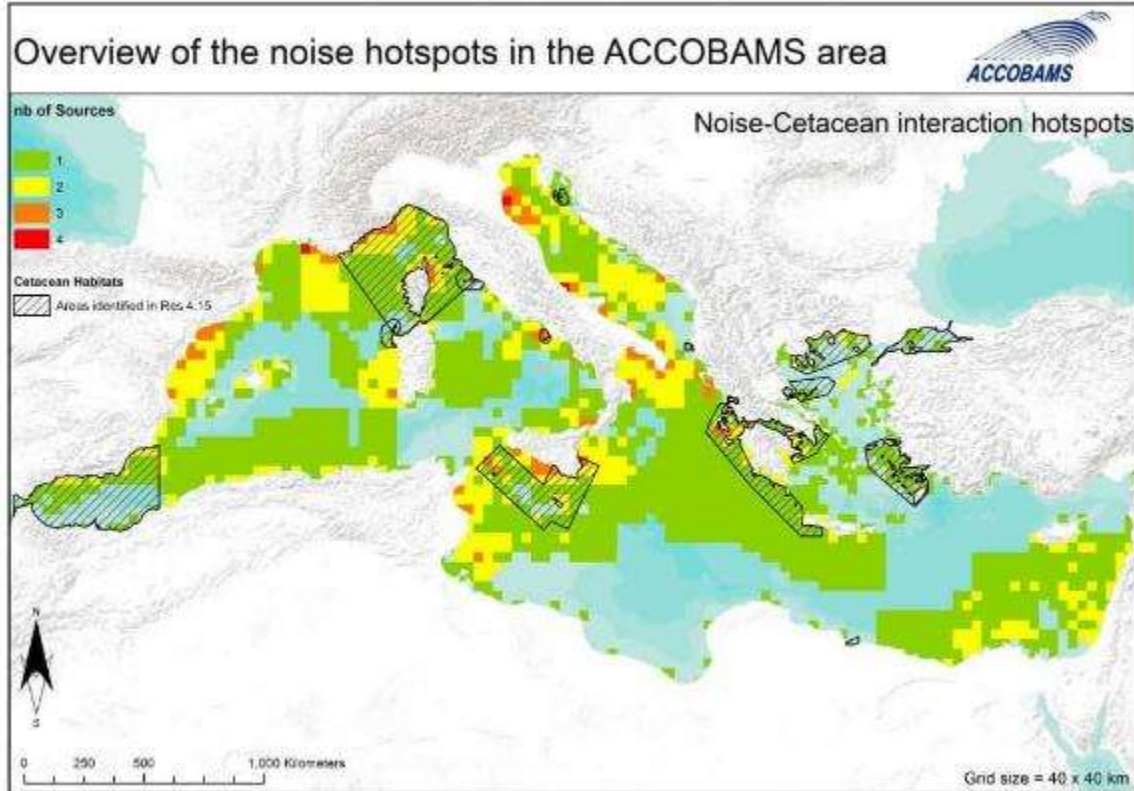 Overview of the noise hotspots in the ACCOBAMS area
ACCOBAMS
nb of Sources
Noise-Cetacean interaction hotspots
1
2
3
4
Cetacean Habitats
Areas identified in Res 4.15
N
S
0 250 500 1,000 Kilometers
Grid size = 40 x 40 km